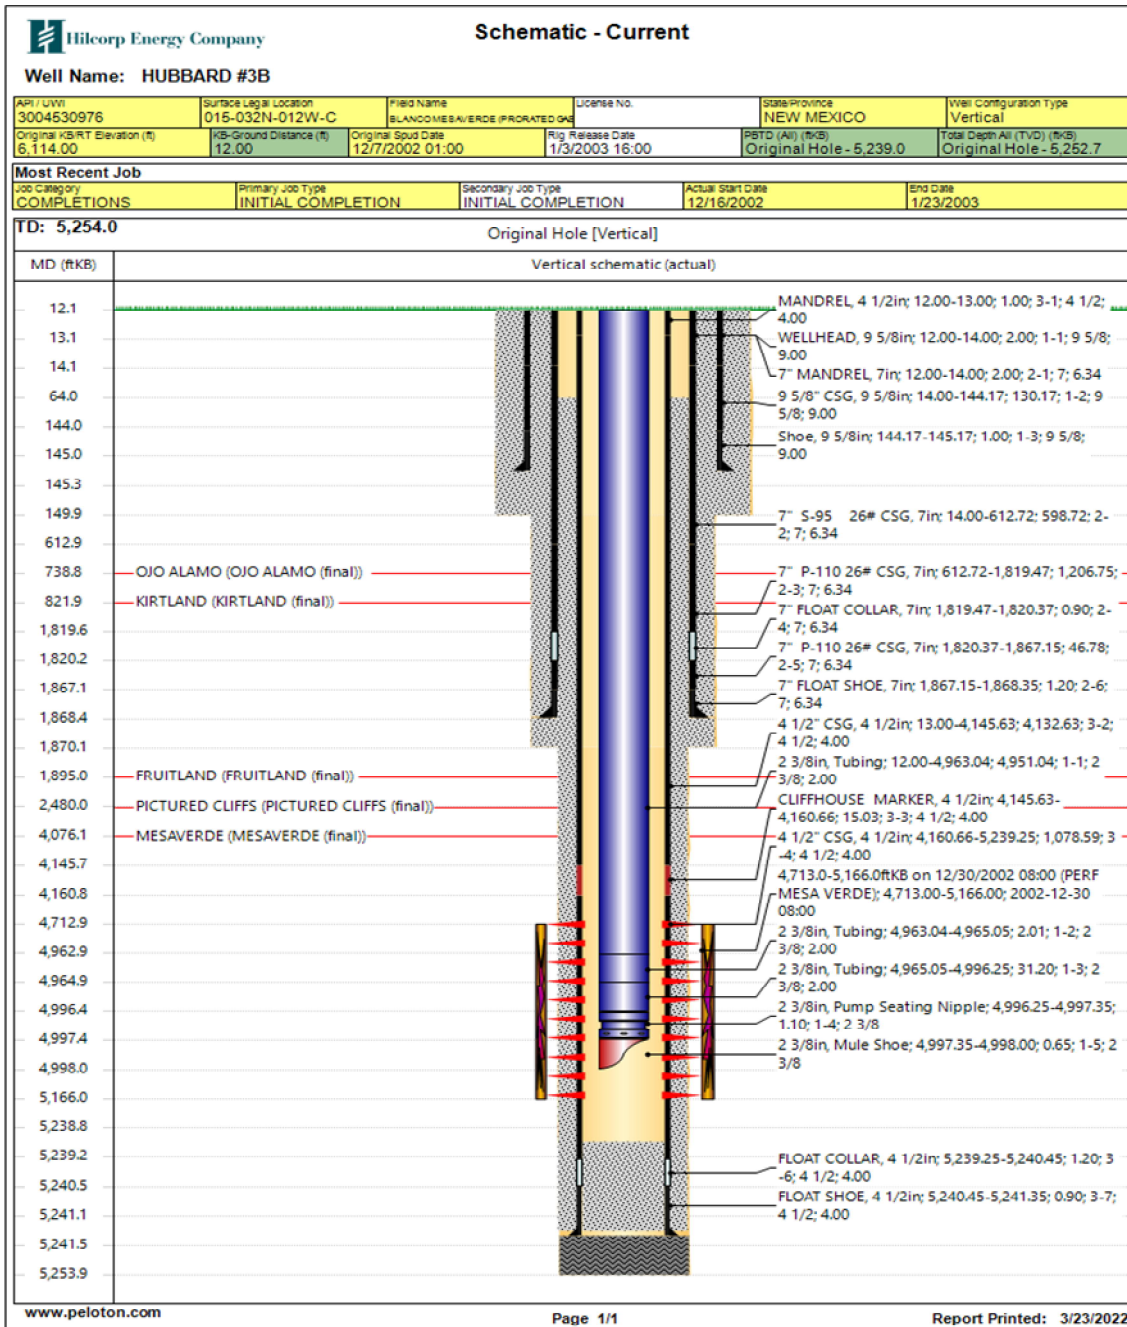 Hilcorp Energy Company
Schematic - Current
Well Name: HUBBARD #3B
API / UWI
3004530976
Surface Legal Location
015-032N-012W-C
Field Name
BLANCO MESAVERDE (PRORATED GAS
License No.
State/Province
NEW MEXICO
Well Configuration Type
Vertical
Original KB/RT Elevation (ft)
6,114.00
KB-Ground Distance (ft)
12.00
Original Spud Date
12/7/2002 01:00
Rig Release Date
1/3/2003 16:00
PBTD (All) (ftKB)
Original Hole - 5,239.0
Total Depth All (TVD) (ftKB)
Original Hole - 5,252.7
Most Recent Job
Job Category
COMPLETIONS
Primary Job Type
INITIAL COMPLETION
Secondary Job Type
INITIAL COMPLETION
Actual Start Date
12/16/2002
End Date
1/23/2003
TD: 5,254.0
Original Hole [Vertical]
MD (ftKB)
Vertical schematic (actual)
12.1
13.1
14.1
64.0
144.0
145.0
145.3
149.9
612.9
738.8
821.9
1,819.6
1,820.2
1,867.1
1,868.4
1,870.1
1,895.0
2,480.0
4,076.1
4,145.7
4,160.8
4,712.9
4,962.9
4,964.9
4,996.4
4,997.4
4,998.0
5,166.0
5,238.8
5,239.2
5,240.5
5,241.1
5,241.5
5,253.9
OJO ALAMO (OJO ALAMO (final))
KIRTLAND (KIRTLAND (final))
FRUITLAND (FRUITLAND (final))
PICTURED CLIFFS (PICTURED CLIFFS (final))
MESAVERDE (MESAVERDE (final))
MANDREL, 4 1/2in; 12.00-13.00; 1.00; 3-1; 4 1/2;
4.00
WELLHEAD, 9 5/8in; 12.00-14.00; 2.00; 1-1; 9 5/8;
9.00
7" MANDREL, 7in; 12.00-14.00; 2.00; 2-1; 7; 6.34
9 5/8" CSG, 9 5/8in; 14.00-144.17; 130.17; 1-2; 9
5/8; 9.00
Shoe, 9 5/8in; 144.17-145.17; 1.00; 1-3; 9 5/8;
9.00
7" S-95 26# CSG, 7in; 14.00-612.72; 598.72; 2-
2; 7; 6.34
7" P-110 26# CSG, 7in; 612.72-1,819.47; 1,206.75;
2-3; 7; 6.34
7" FLOAT COLLAR, 7in; 1,819.47-1,820.37; 0.90; 2-
4; 7; 6.34
7" P-110 26# CSG, 7in; 1,820.37-1,867.15; 46.78;
2-5; 7; 6.34
7" FLOAT SHOE, 7in; 1,867.15-1,868.35; 1.20; 2-6;
7; 6.34
4 1/2" CSG, 4 1/2in; 13.00-4,145.63; 4,132.63; 3-2;
4 1/2; 4.00
2 3/8in, Tubing; 12.00-4,963.04; 4,951.04; 1-1; 2
3/8; 2.00
CLIFFHOUSE MARKER, 4 1/2in; 4,145.63-
4,160.66; 15.03; 3-3; 4 1/2; 4.00
4 1/2" CSG, 4 1/2in; 4,160.66-5,239.25; 1,078.59; 3
-4; 4 1/2; 4.00
4,713.0-5,166.0ftKB on 12/30/2002 08:00 (PERF
MESA VERDE); 4,713.00-5,166.00; 2002-12-30
08:00
2 3/8in, Tubing; 4,963.04-4,965.05; 2.01; 1-2; 2
3/8; 2.00
2 3/8in, Tubing; 4,965.05-4,996.25; 31.20; 1-3; 2
3/8; 2.00
2 3/8in, Pump Seating Nipple; 4,996.25-4,997.35;
1.10; 1-4; 2 3/8
2 3/8in, Mule Shoe; 4,997.35-4,998.00; 0.65; 1-5; 2
3/8
FLOAT COLLAR, 4 1/2in; 5,239.25-5,240.45; 1.20; 3
-6; 4 1/2; 4.00
FLOAT SHOE, 4 1/2in; 5,240.45-5,241.35; 0.90; 3-7;
4 1/2; 4.00
www.peloton.com
Page 1/1
Report Printed: 3/23/2022